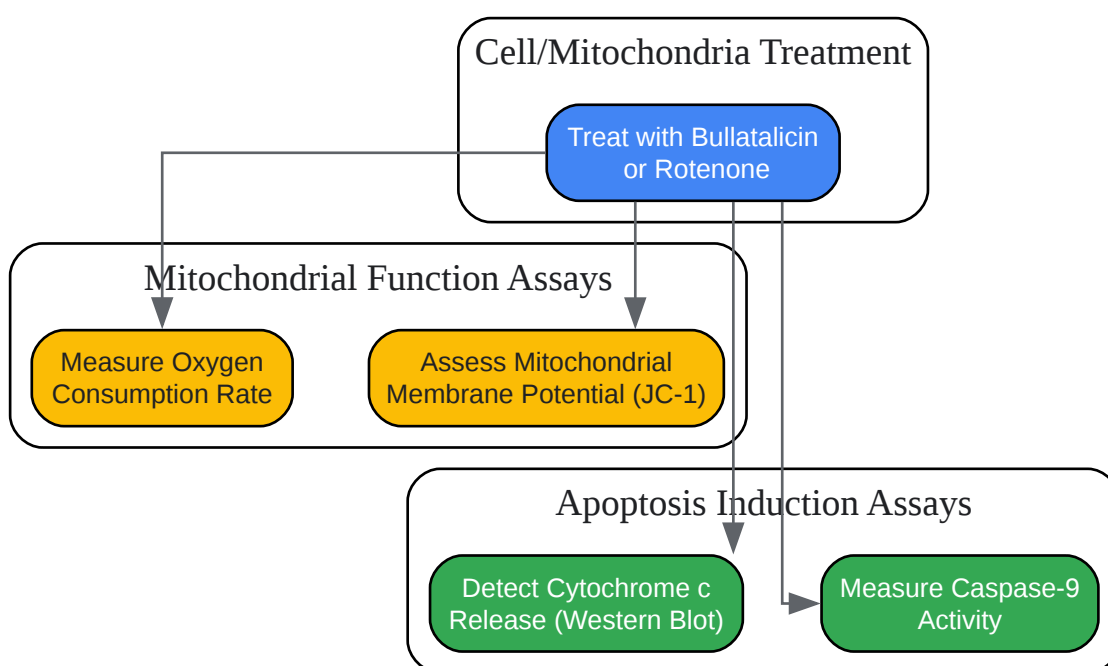 Cell/Mitochondria Treatment
Treat with Bullatalicin
or Rotenone
Mitochondrial Function Assays
Measure Oxygen
Consumption Rate
Assess Mitochondrial
Membrane Potential (JC-1)
Apoptosis Induction Assays
Detect Cytochrome c
Release (Western Blot)
Measure Caspase-9
Activity